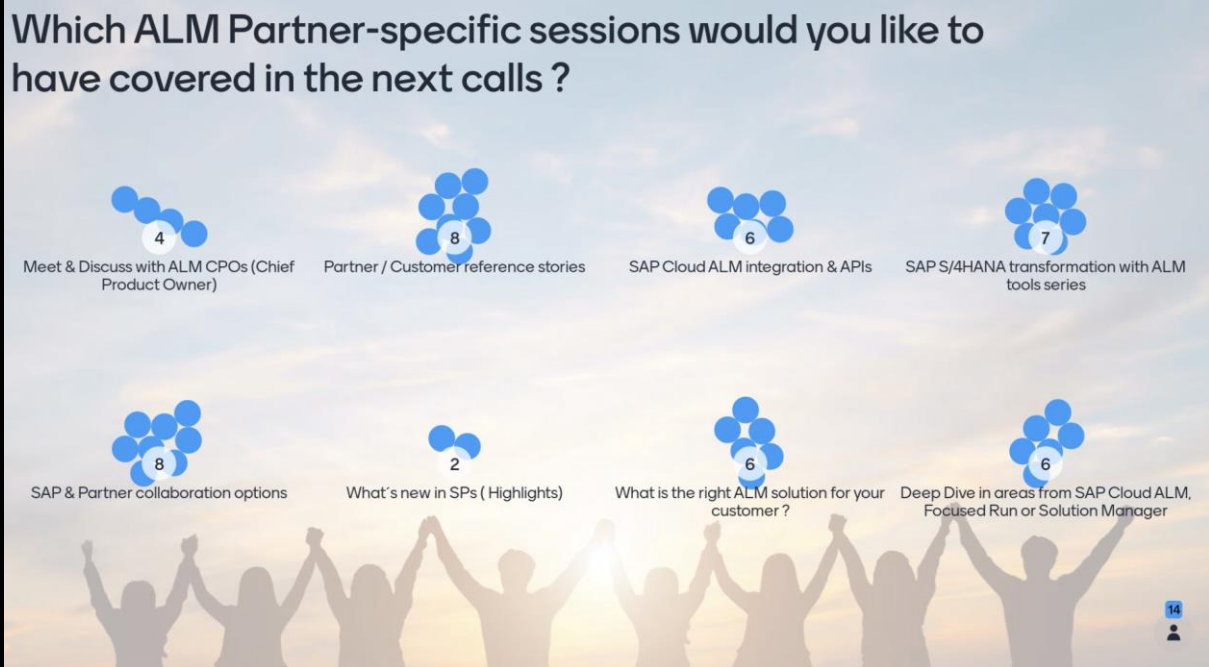 Which ALM Partner-specific sessions would you like to
have covered in the next calls ?
4
Meet & Discuss with ALM CPOs (Chief
Product Owner)
8
Partner / Customer reference stories
6
SAP Cloud ALM integration & APIs
7
SAP S/4HANA transformation with ALM
tools series
8
SAP & Partner collaboration options
2
What´s new in SPs ( Highlights)
6
What is the right ALM solution for your
customer ?
6
Deep Dive in areas from SAP Cloud ALM,
Focused Run or Solution Manager
14